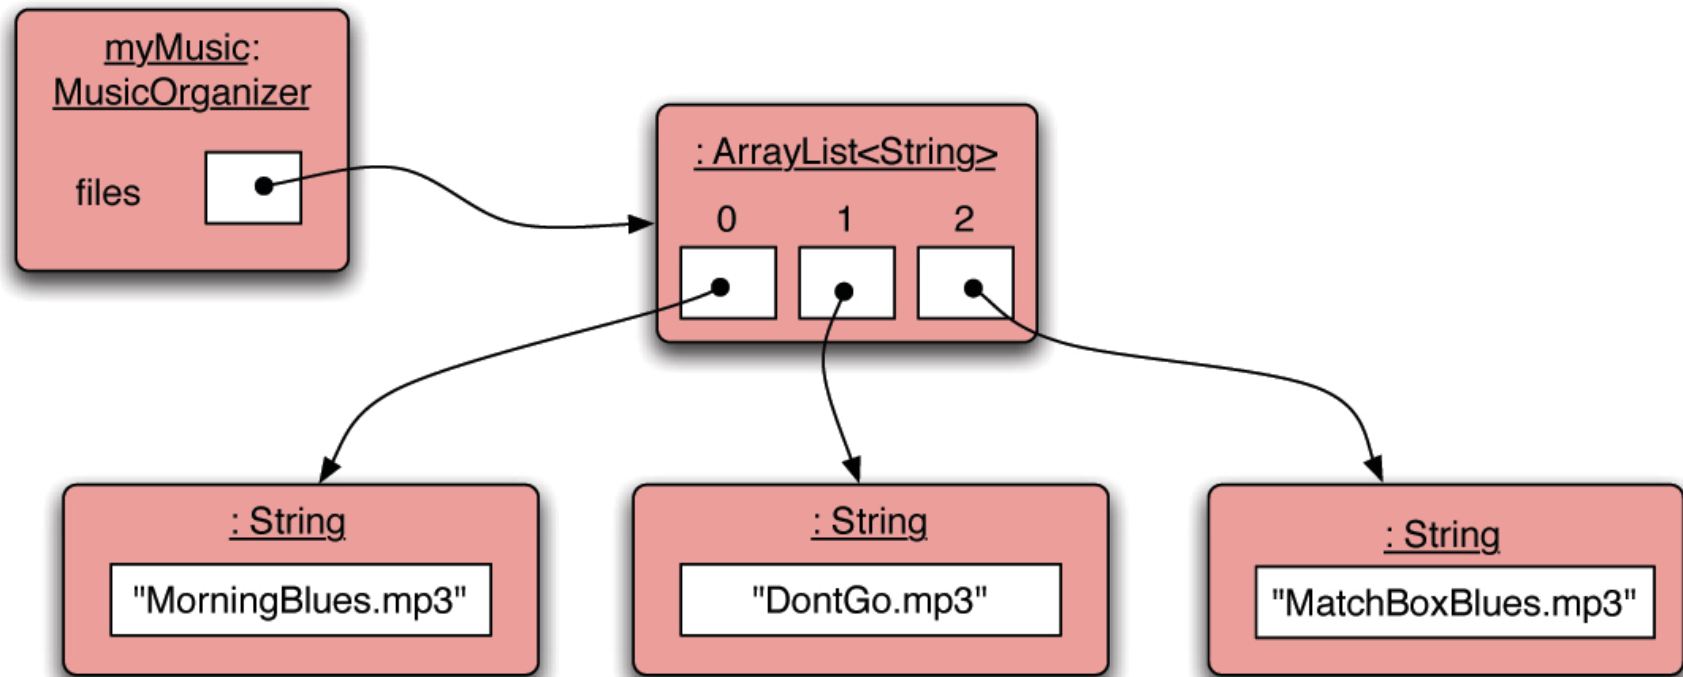 myMusic:
MusicOrganizer
files
: ArrayList<String>
0 1 2
: String
"MorningBlues.mp3"
: String
"DontGo.mp3"
: String
"MatchBoxBlues.mp3"